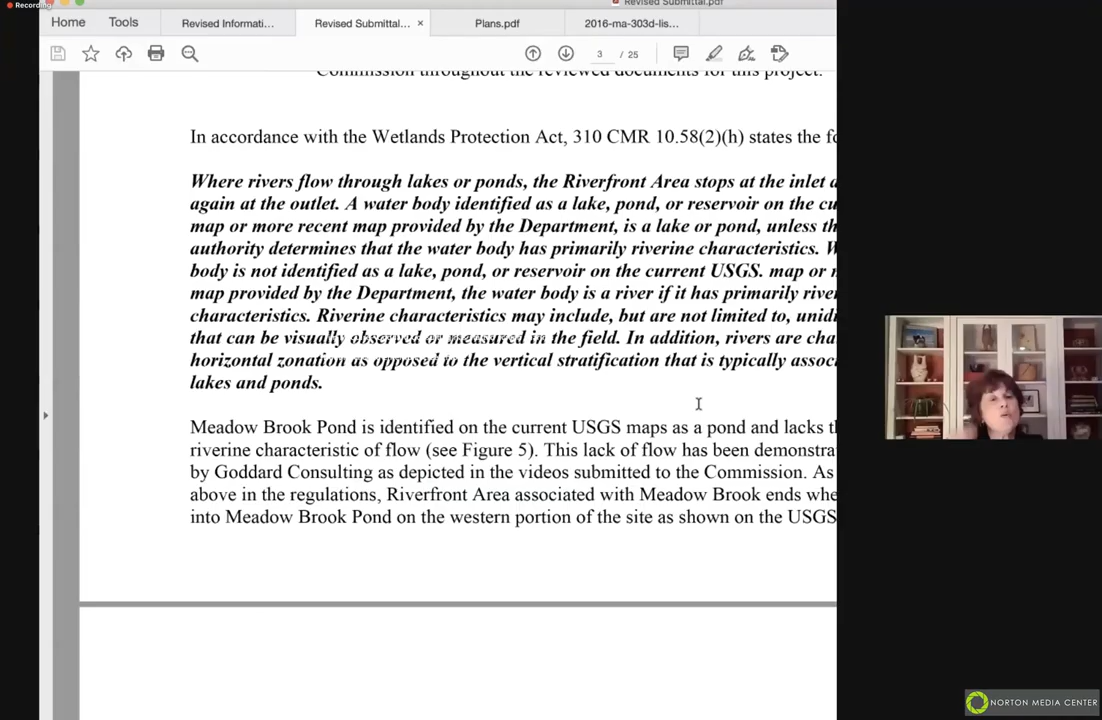 Recording
Revised Submittal.pdf
Home Tools Revised Informati... Revised Submittal... × Plans.pdf 2016-ma-303d-lis...
3 / 25
Commission throughout the reviewed documents for this project.
In accordance with the Wetlands Protection Act, 310 CMR 10.58(2)(h) states the fo
Where rivers flow through lakes or ponds, the Riverfront Area stops at the inlet a
again at the outlet. A water body identified as a lake, pond, or reservoir on the cu
map or more recent map provided by the Department, is a lake or pond, unless th
authority determines that the water body has primarily riverine characteristics. W
body is not identified as a lake, pond, or reservoir on the current USGS. map or
map provided by the Department, the water body is a river if it has primarily river
characteristics. Riverine characteristics may include, but are not limited to, unid
that can be visually observed or measured in the field. In addition, rivers are cha
horizontal zonation as opposed to the vertical stratification that is typically assoc
lakes and ponds.
Meadow Brook Pond is identified on the current USGS maps as a pond and lacks th
riverine characteristic of flow (see Figure 5). This lack of flow has been demonstra
by Goddard Consulting as depicted in the videos submitted to the Commission. As
above in the regulations, Riverfront Area associated with Meadow Brook ends whe
into Meadow Brook Pond on the western portion of the site as shown on the USGS
NORTON MEDIA CENTER